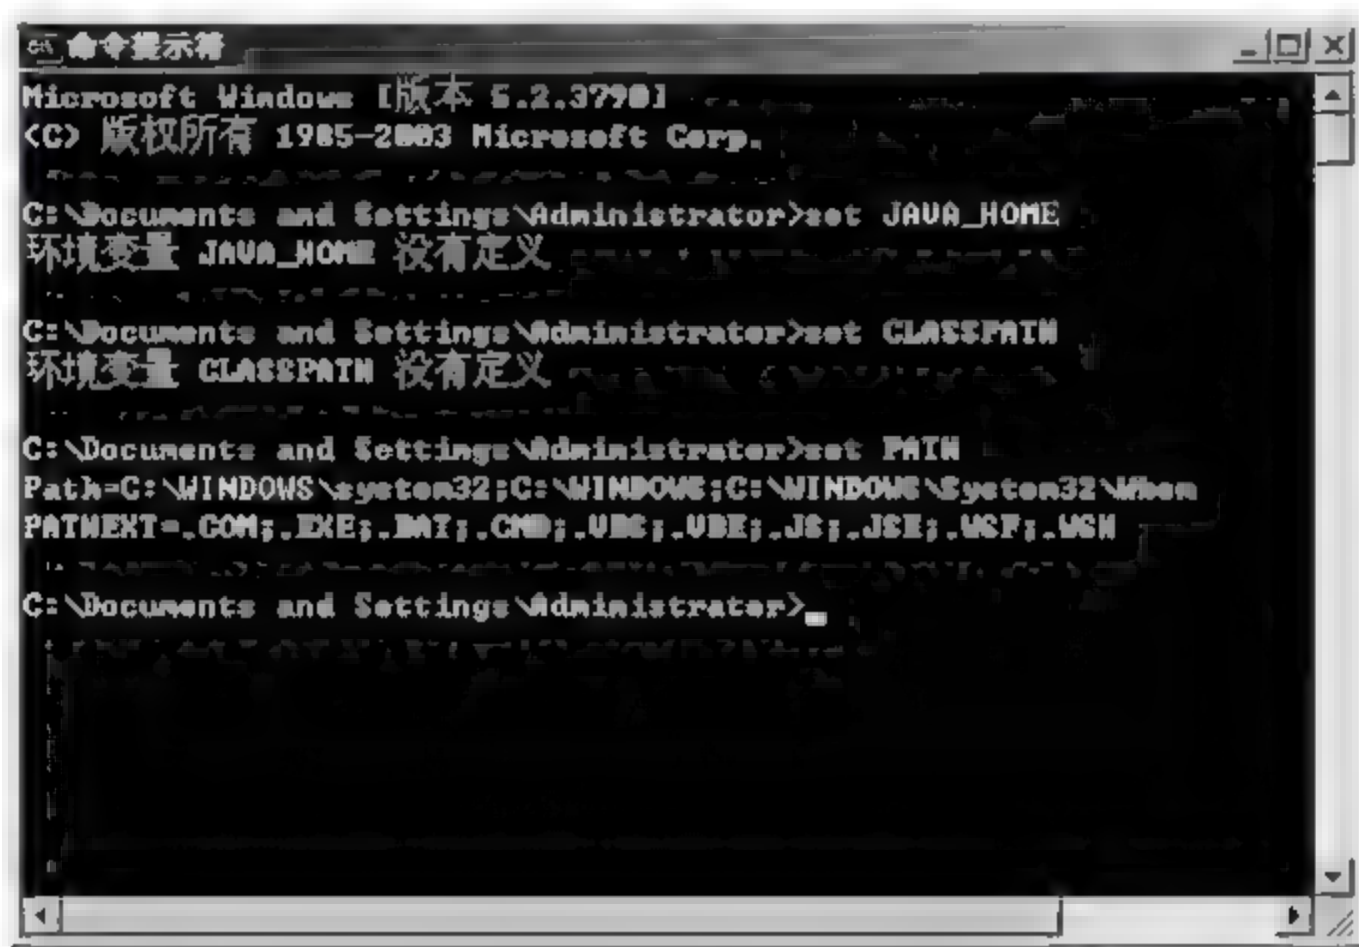 命令提示符
Microsoft Windows [版本 5.2.3790]
<C> 版权所有 1985-2003 Microsoft Corp.
C:\Documents and Settings\Administrator>set JAVA_HOME
环境变量 JAVA_HOME 没有定义
C:\Documents and Settings\Administrator>set CLASSPATH
环境变量 CLASSPATH 没有定义
C:\Documents and Settings\Administrator>set PATH
Path=C:\WINDOWS\system32;C:\WINDOWS;C:\WINDOWS\System32\Wbem
PATHEXT=.COM;.EXE;.BAT;.CMD;.VBS;.VBE;.JS;.JSE;.WSF;.WSH
C:\Documents and Settings\Administrator>